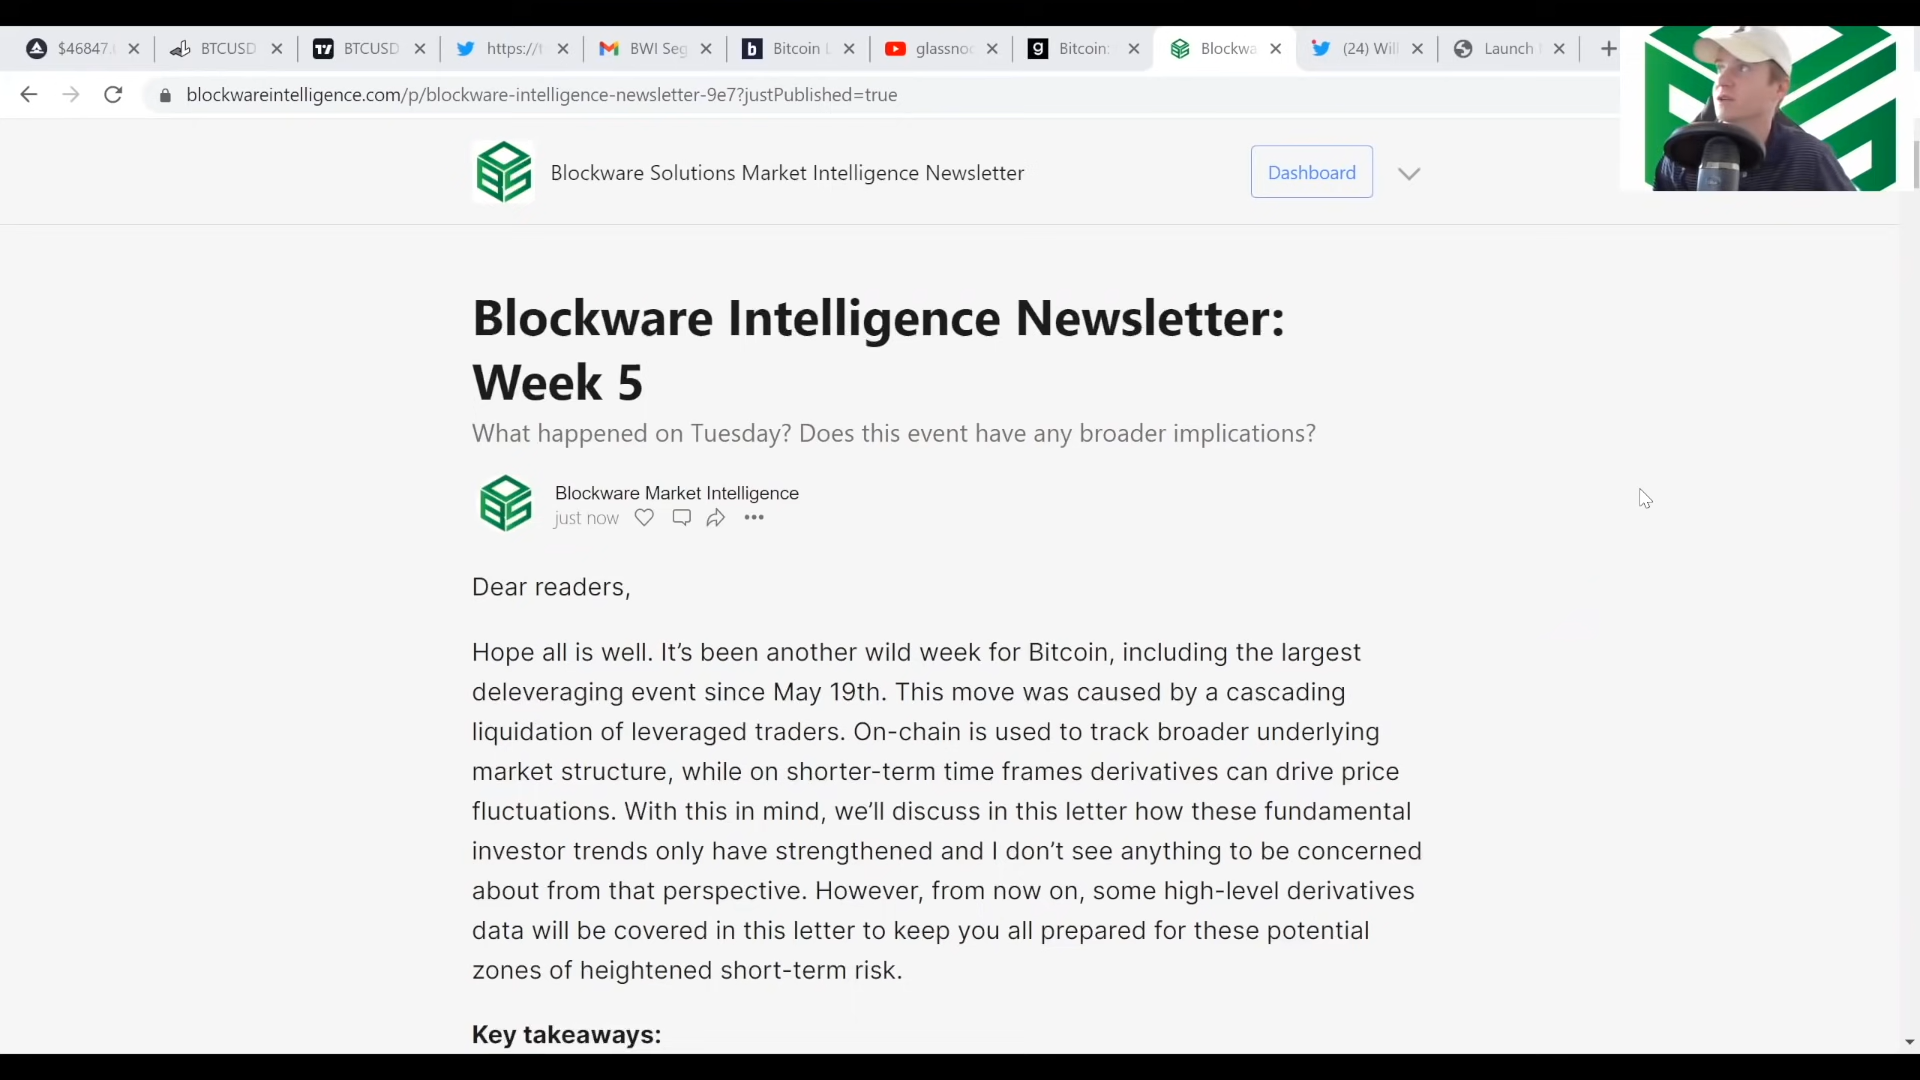 $46847.
BTCUSD
BTCUSD
https://t
BWI Seg
Bitcoin L
glassnoc
Bitcoin:
Blockwa
(24) Will
Launch
blockwareintelligence.com/p/blockware-intelligence-newsletter-9e7?justPublished=true
Blockware Solutions Market Intelligence Newsletter
Dashboard
Blockware Intelligence Newsletter:
Week 5
What happened on Tuesday? Does this event have any broader implications?
Blockware Market Intelligence
just now
Dear readers,
Hope all is well. It’s been another wild week for Bitcoin, including the largest
deleveraging event since May 19th. This move was caused by a cascading
liquidation of leveraged traders. On-chain is used to track broader underlying
market structure, while on shorter-term time frames derivatives can drive price
fluctuations. With this in mind, we’ll discuss in this letter how these fundamental
investor trends only have strengthened and I don’t see anything to be concerned
about from that perspective. However, from now on, some high-level derivatives
data will be covered in this letter to keep you all prepared for these potential
zones of heightened short-term risk.
Key takeaways: